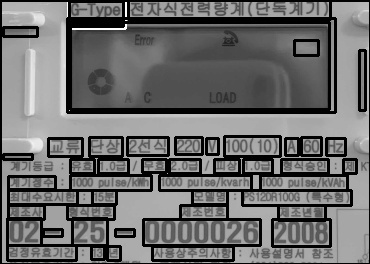 G-Type 전자식전력량계(단독계기)
Error
A C LOAD
교류 단상 2선식 220 V 100(10) A 60 Hz
계기등급 : 유효 1.0급 / 무효 2.0급 / 피상 1.0급 형식승인 : 제
계기정수 : 1000 pulse/kWh 1000 pulse/kvarh 1000 pulse/kVAh
최대수요시한 : 15분 모델명 : PS12DR100G (특수형)
제조사 형식번호 제조번호 제조년월
02 - 25 - 0000026 2008
검정유효기간 : 년 사용상주의사항 : 사용설명서 참조